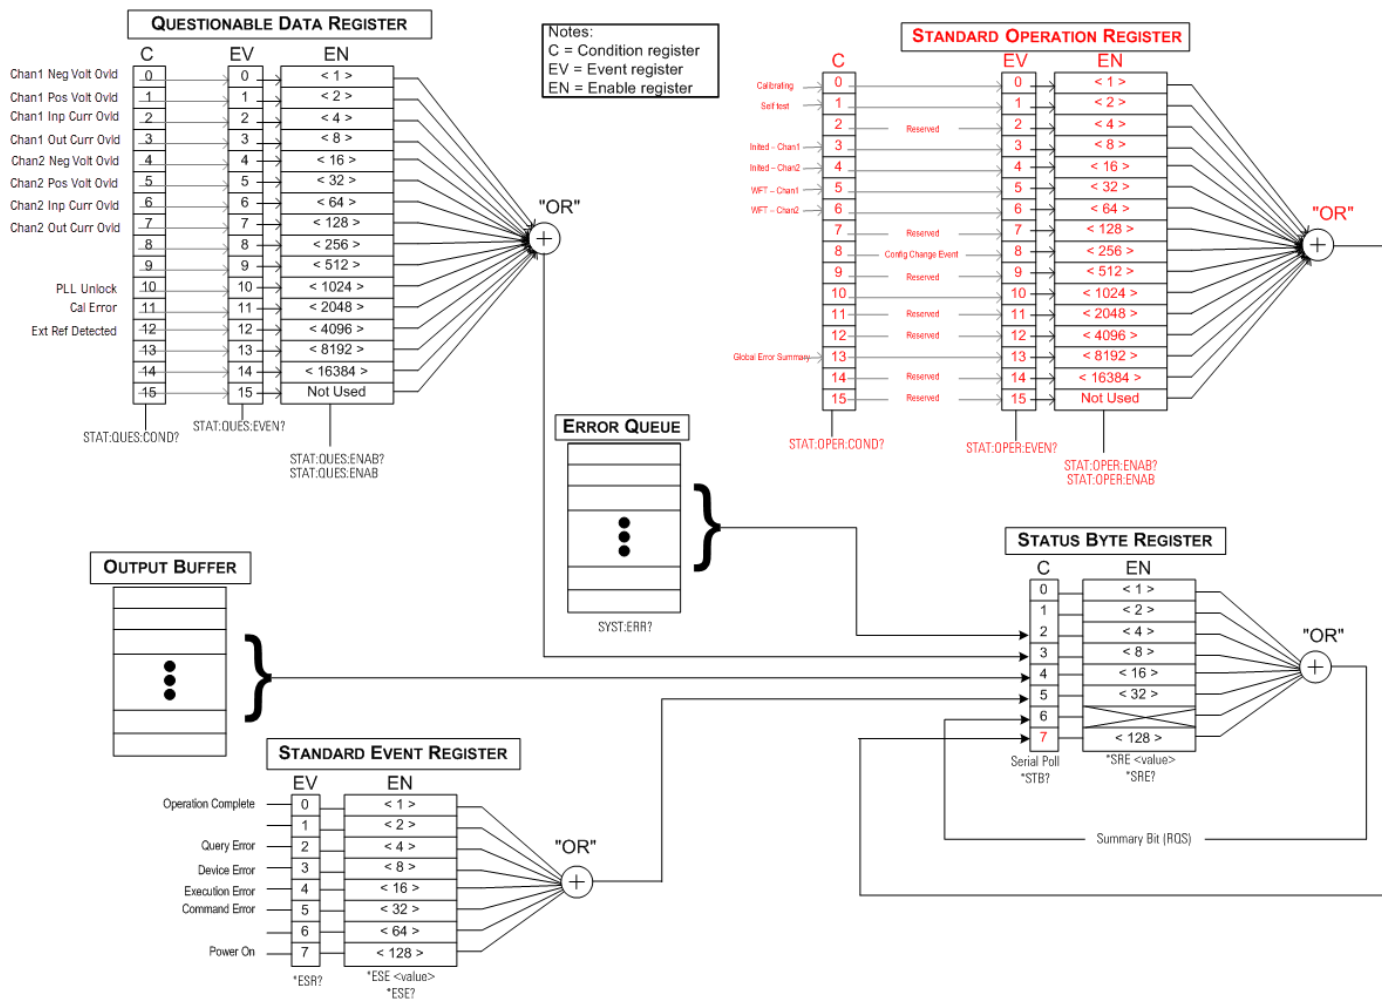 QUESTIONABLE DATA REGISTER
C EV EN
Chan1 Neg Volt Ovld 0 0 < 1 >
Chan1 Pos Volt Ovld 1 1 < 2 >
Chan1 Inp Curr Ovld 2 2 < 4 >
Chan1 Out Curr Ovld 3 3 < 8 >
Chan2 Neg Volt Ovld 4 4 < 16 >
Chan2 Pos Volt Ovld 5 5 < 32 >
Chan2 Inp Curr Ovld 6 6 < 64 >
Chan2 Out Curr Ovld 7 7 < 128 >
8 8 < 256 >
9 9 < 512 >
PLL Unlock 10 10 < 1024 >
Cal Error 11 11 < 2048 >
Ext Ref Detected 12 12 < 4096 >
13 13 < 8192 >
14 14 < 16384 >
15 15 Not Used
"OR"
+
STAT:QUES:COND?
STAT:QUES:EVEN?
STAT:QUES:ENAB?
STAT:QUES:ENAB
Notes:
C = Condition register
EV = Event register
EN = Enable register
STANDARD OPERATION REGISTER
C EV EN
Calibrating 0 0 < 1 >
Self test 1 1 < 2 >
2 Reserved 2 < 4 >
Inited – Chan1 3 3 < 8 >
Inited – Chan2 4 4 < 16 >
WFT – Chan1 5 5 < 32 >
WFT – Chan2 6 6 < 64 >
7 Reserved 7 < 128 >
8 Config Change Event 8 < 256 >
9 Reserved 9 < 512 >
10 10 < 1024 >
11 Reserved 11 < 2048 >
12 Reserved 12 < 4096 >
Global Error Summary 13 13 < 8192 >
14 Reserved 14 < 16384 >
15 Reserved 15 Not Used
"OR"
+
STAT:OPER:COND?
STAT:OPER:EVEN?
STAT:OPER:ENAB?
STAT:OPER:ENAB
ERROR QUEUE
SYST:ERR?
OUTPUT BUFFER
STATUS BYTE REGISTER
C EN
0 < 1 >
1 < 2 >
2 < 4 >
3 < 8 >
4 < 16 >
5 < 32 >
6
7 < 128 >
"OR"
+
Serial Poll
*STB?
*SRE <value>
*SRE?
Summary Bit (RQS)
STANDARD EVENT REGISTER
EV EN
Operation Complete 0 < 1 >
1 < 2 >
Query Error 2 < 4 >
Device Error 3 < 8 >
Execution Error 4 < 16 >
Command Error 5 < 32 >
6 < 64 >
Power On 7 < 128 >
"OR"
+
*ESR?
*ESE <value>
*ESE?